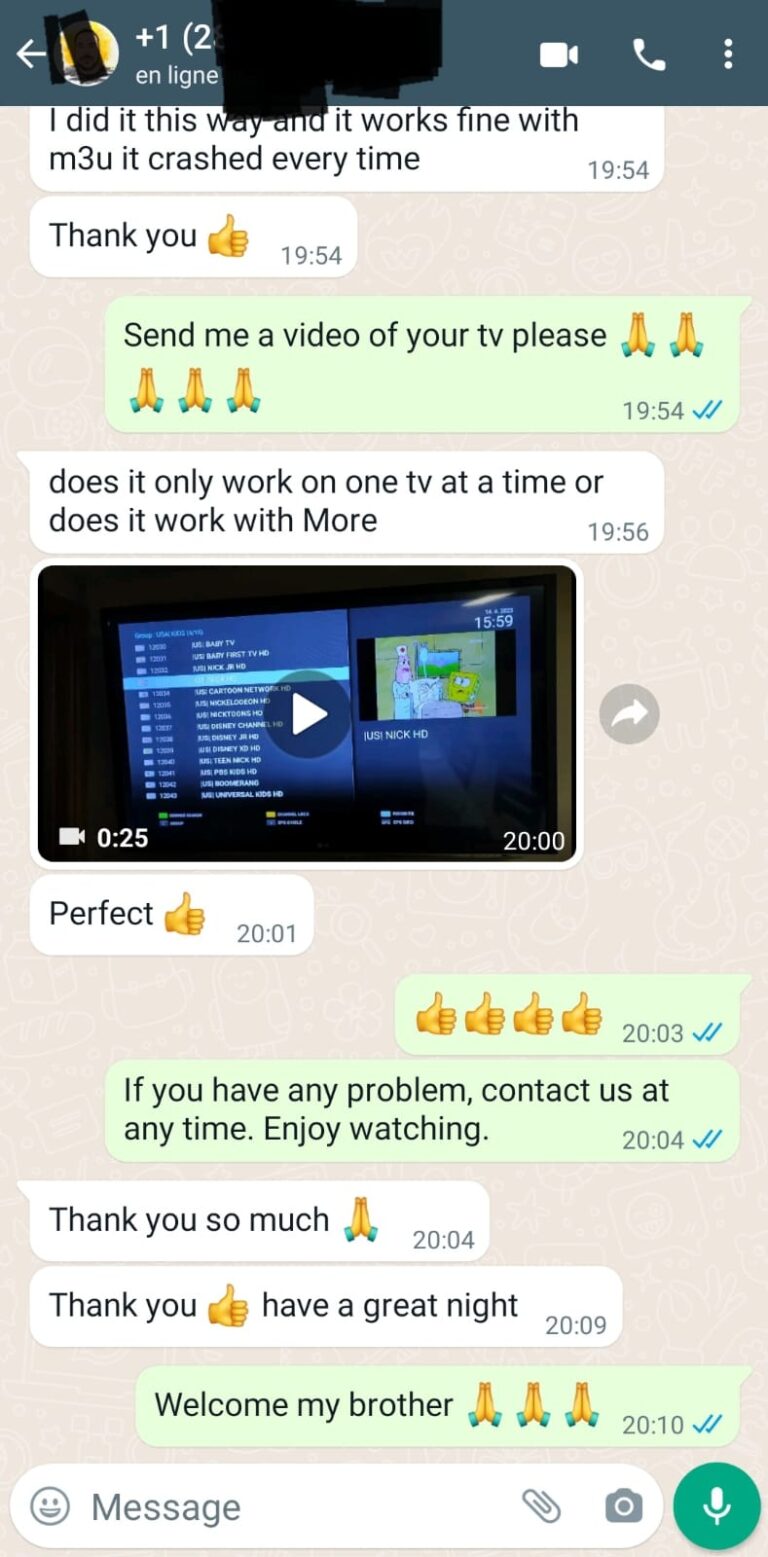 +1 (2
en ligne
I did it this way and it works fine with
m3u it crashed every time
19:54
Thank you 👍
19:54
Send me a video of your tv please 🙏 🙏
🙏 🙏 🙏
19:54
does it only work on one tv at a time or
does it work with More
19:56
Group: USA| KIDS
15:59
12030 |US| BABY TV
12031 |US| BABY FIRST TV HD
12032 |US| NICK JR HD
12034 |US| CARTOON NETWORK HD
12035 |US| NICKELODEON HD
12036 |US| NICKTOONS HD
12037 |US| DISNEY CHANNEL HD
12038 |US| DISNEY JR HD
12039 |US| DISNEY XD HD
12040 |US| TEEN NICK HD
12041 |US| PBS KIDS HD
12042 |US| BOOMERANG
12043 |US| UNIVERSAL KIDS HD
|US| NICK HD
0:25
20:00
Perfect 👍
20:01
👍👍👍👍
20:03
If you have any problem, contact us at
any time. Enjoy watching.
20:04
Thank you so much 🙏
20:04
Thank you 👍 have a great night
20:09
Welcome my brother 🙏 🙏 🙏
20:10
Message